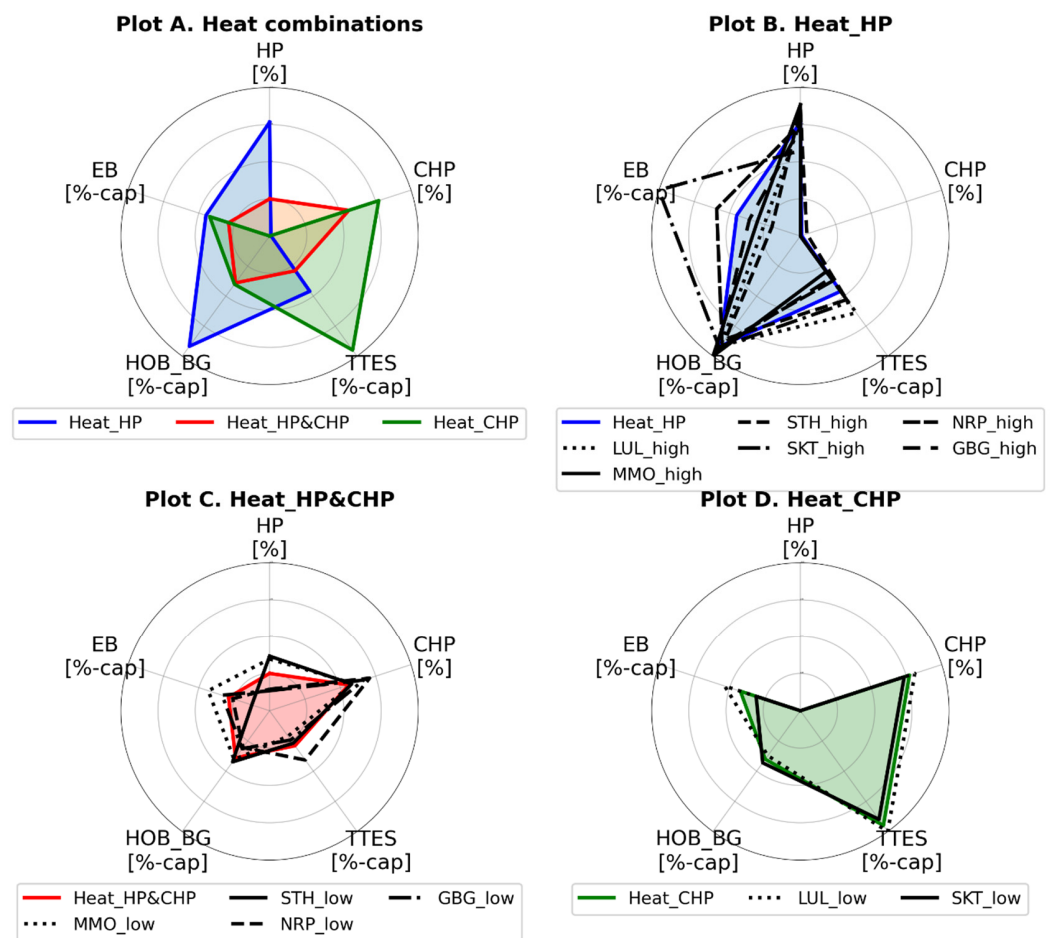 Plot A. Heat combinations
HP
[%]
CHP
[%]
EB
[%-cap]
HOB_BG
[%-cap]
TTES
[%-cap]
Heat_HP Heat_HP&CHP Heat_CHP
Plot B. Heat_HP
HP
[%]
CHP
[%]
EB
[%-cap]
HOB_BG
[%-cap]
TTES
[%-cap]
Heat_HP STH_high NRP_high
LUL_high SKT_high GBG_high
MMO_high
Plot C. Heat_HP&CHP
HP
[%]
CHP
[%]
EB
[%-cap]
HOB_BG
[%-cap]
TTES
[%-cap]
Heat_HP&CHP STH_low GBG_low
MMO_low NRP_low
Plot D. Heat_CHP
HP
[%]
CHP
[%]
EB
[%-cap]
HOB_BG
[%-cap]
TTES
[%-cap]
Heat_CHP LUL_low SKT_low